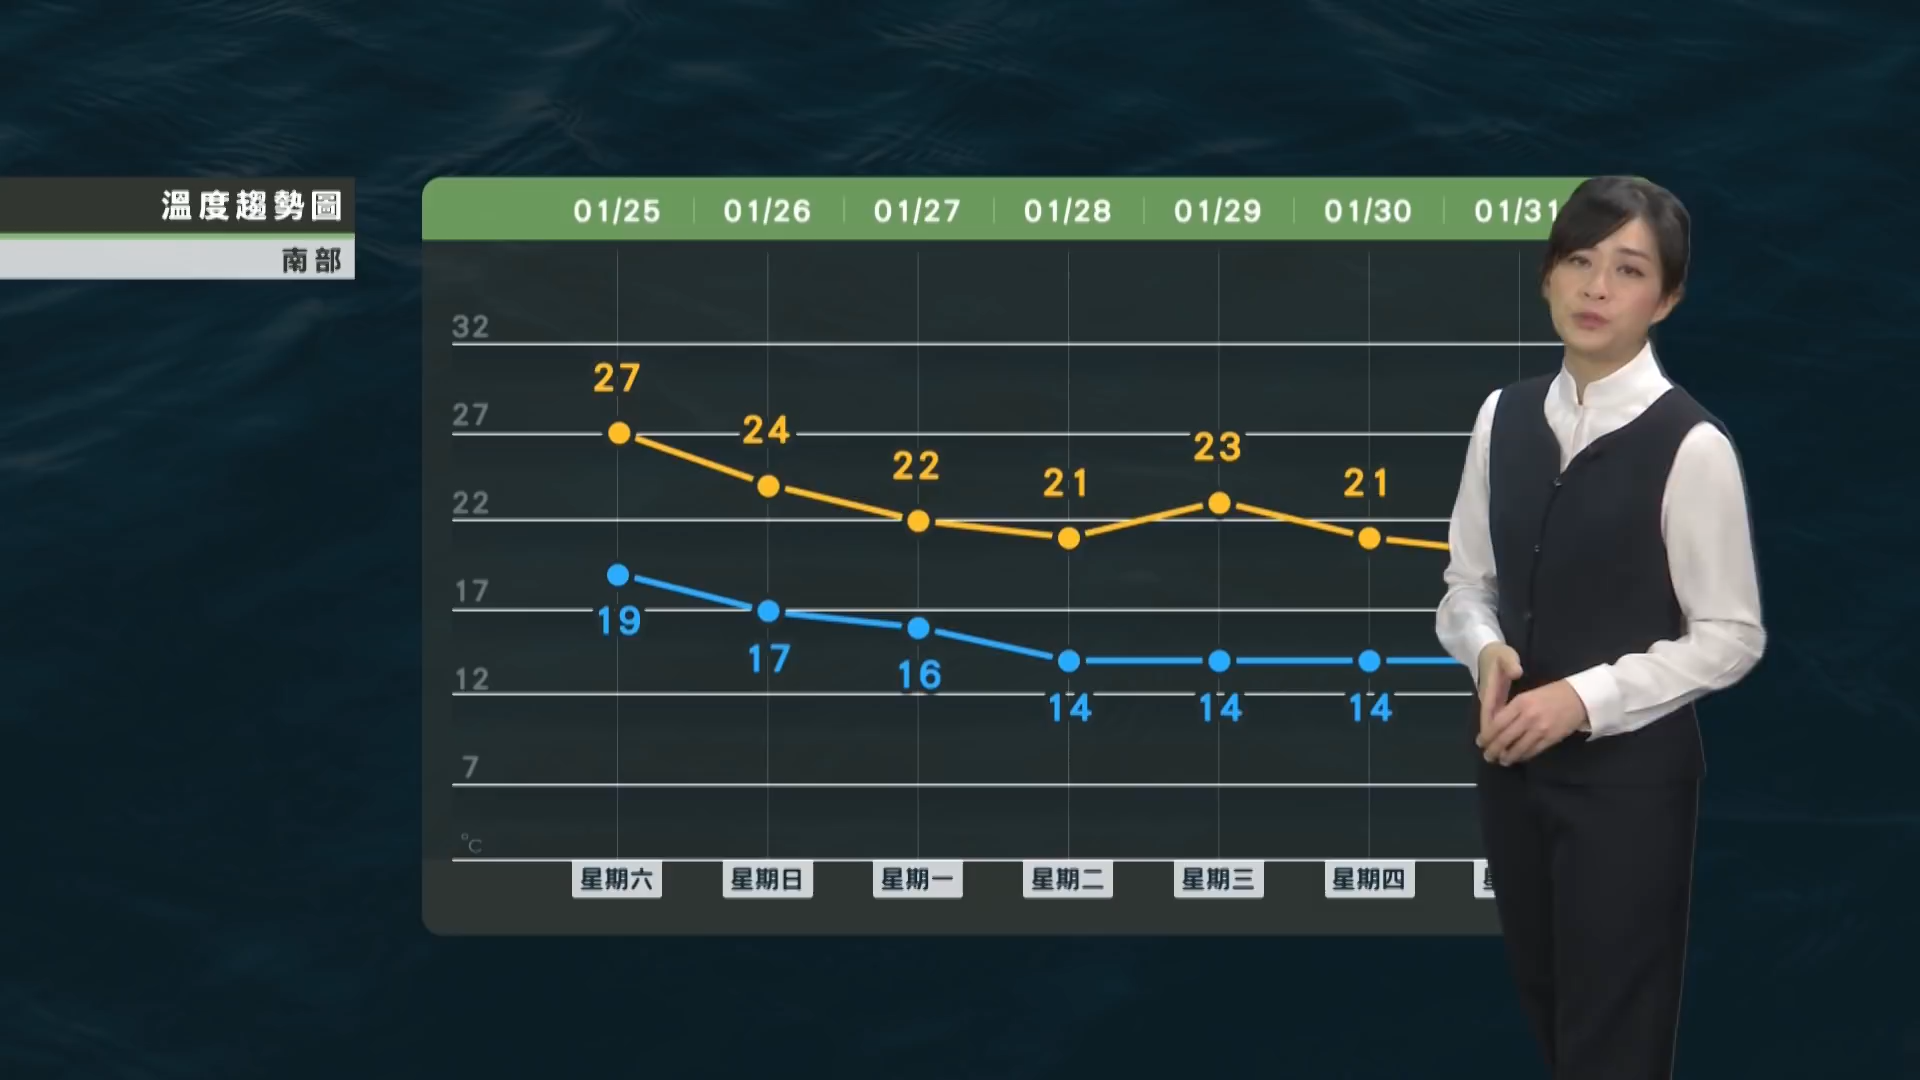 溫度趨勢圖
南部
01/25 01/26 01/27 01/28 01/29 01/30 01/31
32
27
22
17
12
7
°C
27 24 22 21 23 21
19 17 16 14 14 14
星期六 星期日 星期一 星期二 星期三 星期四